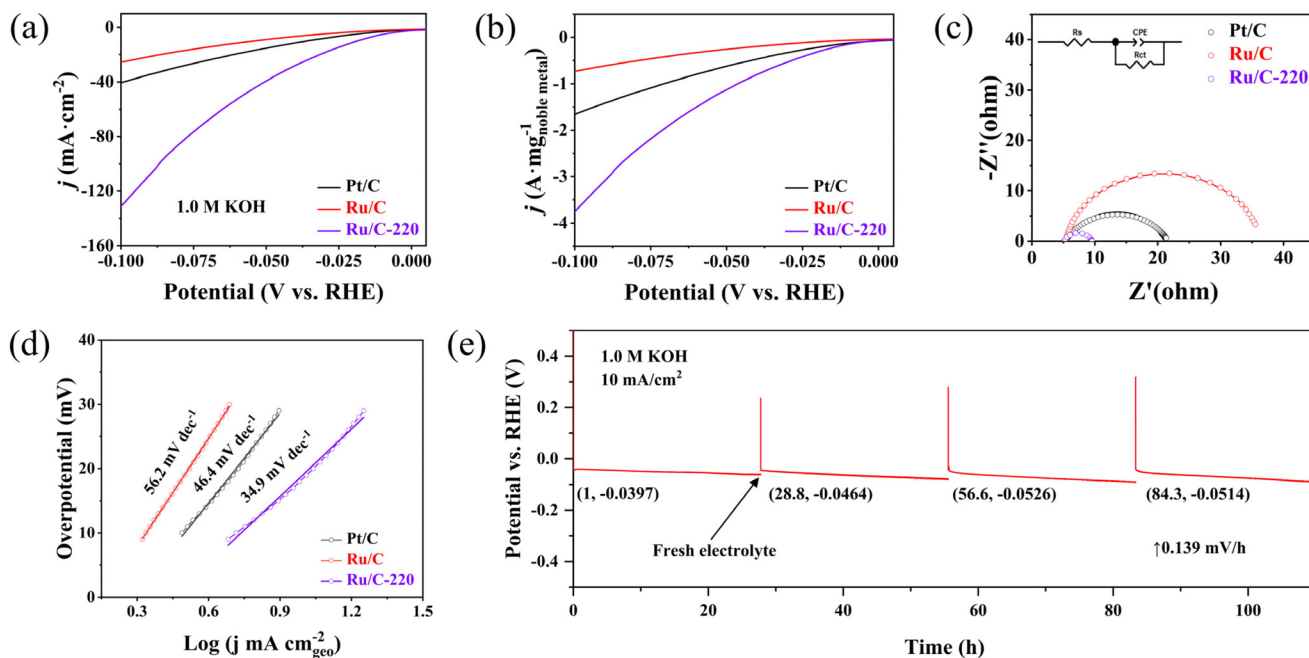 (a)
0
-40
-80
-120
-160
j (mA·cm⁻²)
1.0 M KOH
Pt/C
Ru/C
Ru/C-220
-0.100 -0.075 -0.050 -0.025 0.000
Potential (V vs. RHE)
(b)
0
-1
-2
-3
-4
j (A·mg⁻¹noble metal)
Pt/C
Ru/C
Ru/C-220
-0.100 -0.075 -0.050 -0.025 0.000
Potential (V vs. RHE)
(c)
40
30
20
10
0
-Z''(ohm)
Rs CPE
Rct
Pt/C
Ru/C
Ru/C-220
0 10 20 30 40
Z'(ohm)
(d)
40
30
20
10
0
Overpotential (mV)
56.2 mV dec⁻¹
46.4 mV dec⁻¹
34.9 mV dec⁻¹
Pt/C
Ru/C
Ru/C-220
0.3 0.6 0.9 1.2 1.5
Log (j mA cm⁻²geo)
(e)
0.4
0.2
0.0
-0.2
-0.4
Potential vs. RHE (V)
1.0 M KOH
10 mA/cm²
(1, -0.0397) (28.8, -0.0464) (56.6, -0.0526) (84.3, -0.0514)
Fresh electrolyte
↑0.139 mV/h
0 20 40 60 80 100
Time (h)